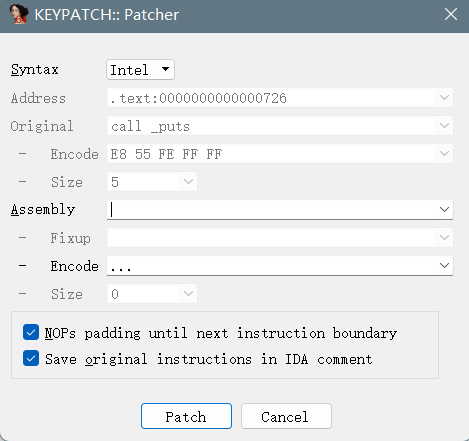 KEYPATCH:: Patcher
Syntax Intel
Address .text:0000000000000726
Original call _puts
- Encode E8 55 FE FF FF
- Size 5
Assembly
- Fixup
- Encode ...
- Size 0
NOPs padding until next instruction boundary
Save original instructions in IDA comment
Patch Cancel